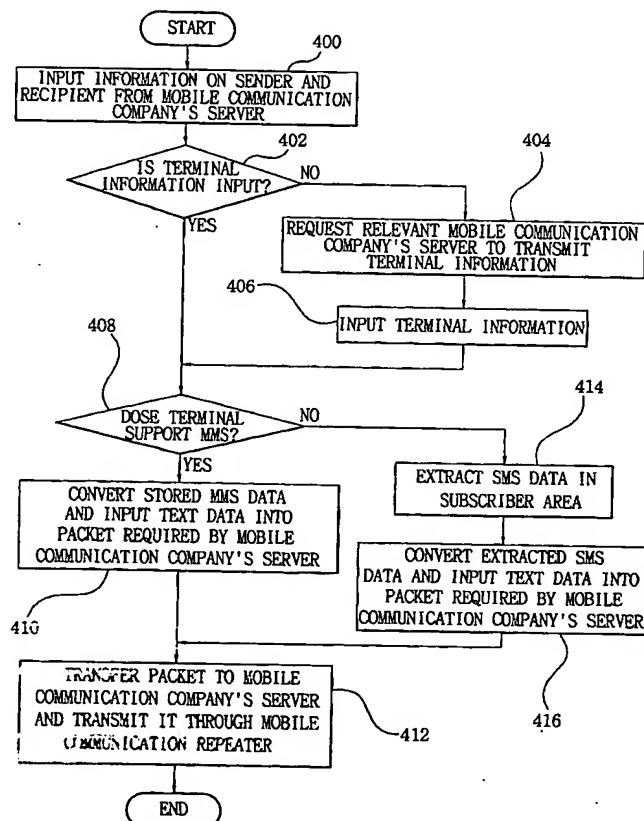 START
400
INPUT INFORMATION ON SENDER AND
RECIPIENT FROM MOBILE COMMUNICATION
COMPANY'S SERVER
402
IS TERMINAL
INFORMATION INPUT?
NO
YES
404
REQUEST RELEVANT MOBILE COMMUNICATION
COMPANY'S SERVER TO TRANSMIT
TERMINAL INFORMATION
406
INPUT TERMINAL INFORMATION
408
DOSE TERMINAL
SUPPORT MMS?
NO
YES
414
EXTRACT SMS DATA IN
SUBSCRIBER AREA
CONVERT STORED MMS DATA
AND INPUT TEXT DATA INTO
PACKET REQUIRED BY MOBILE
COMMUNICATION COMPANY'S SERVER
410
CONVERT EXTRACTED SMS
DATA AND INPUT TEXT DATA INTO
PACKET REQUIRED BY MOBILE
COMMUNICATION COMPANY'S SERVER
416
TRANSFER PACKET TO MOBILE
COMMUNICATION COMPANY'S SERVER
AND TRANSMIT IT THROUGH MOBILE
COMMUNICATION REPEATER
412
END